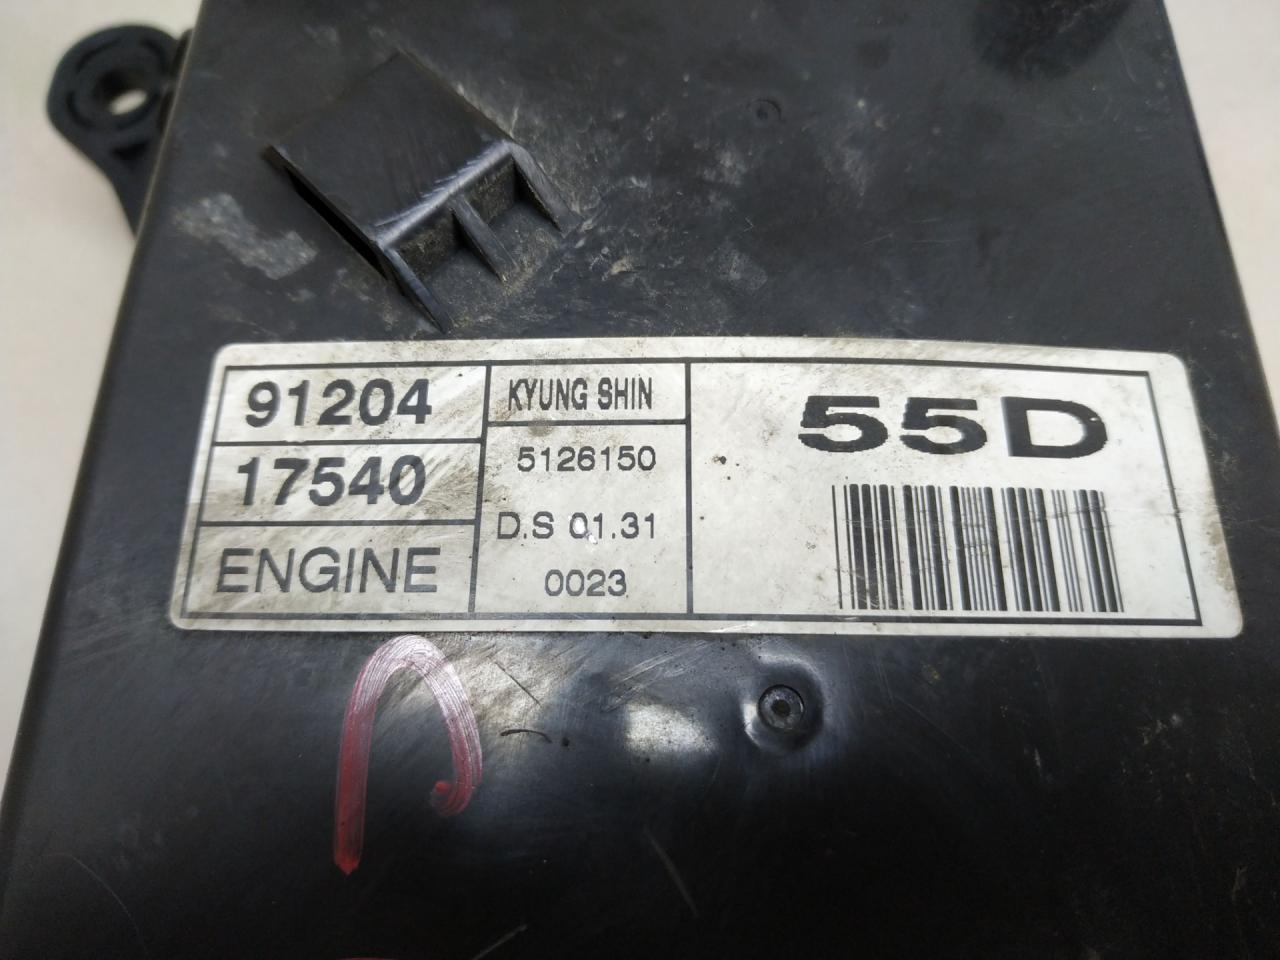 91204
17540
ENGINE
KYUNG SHIN
5126150
D.S 01.31
0023
55D